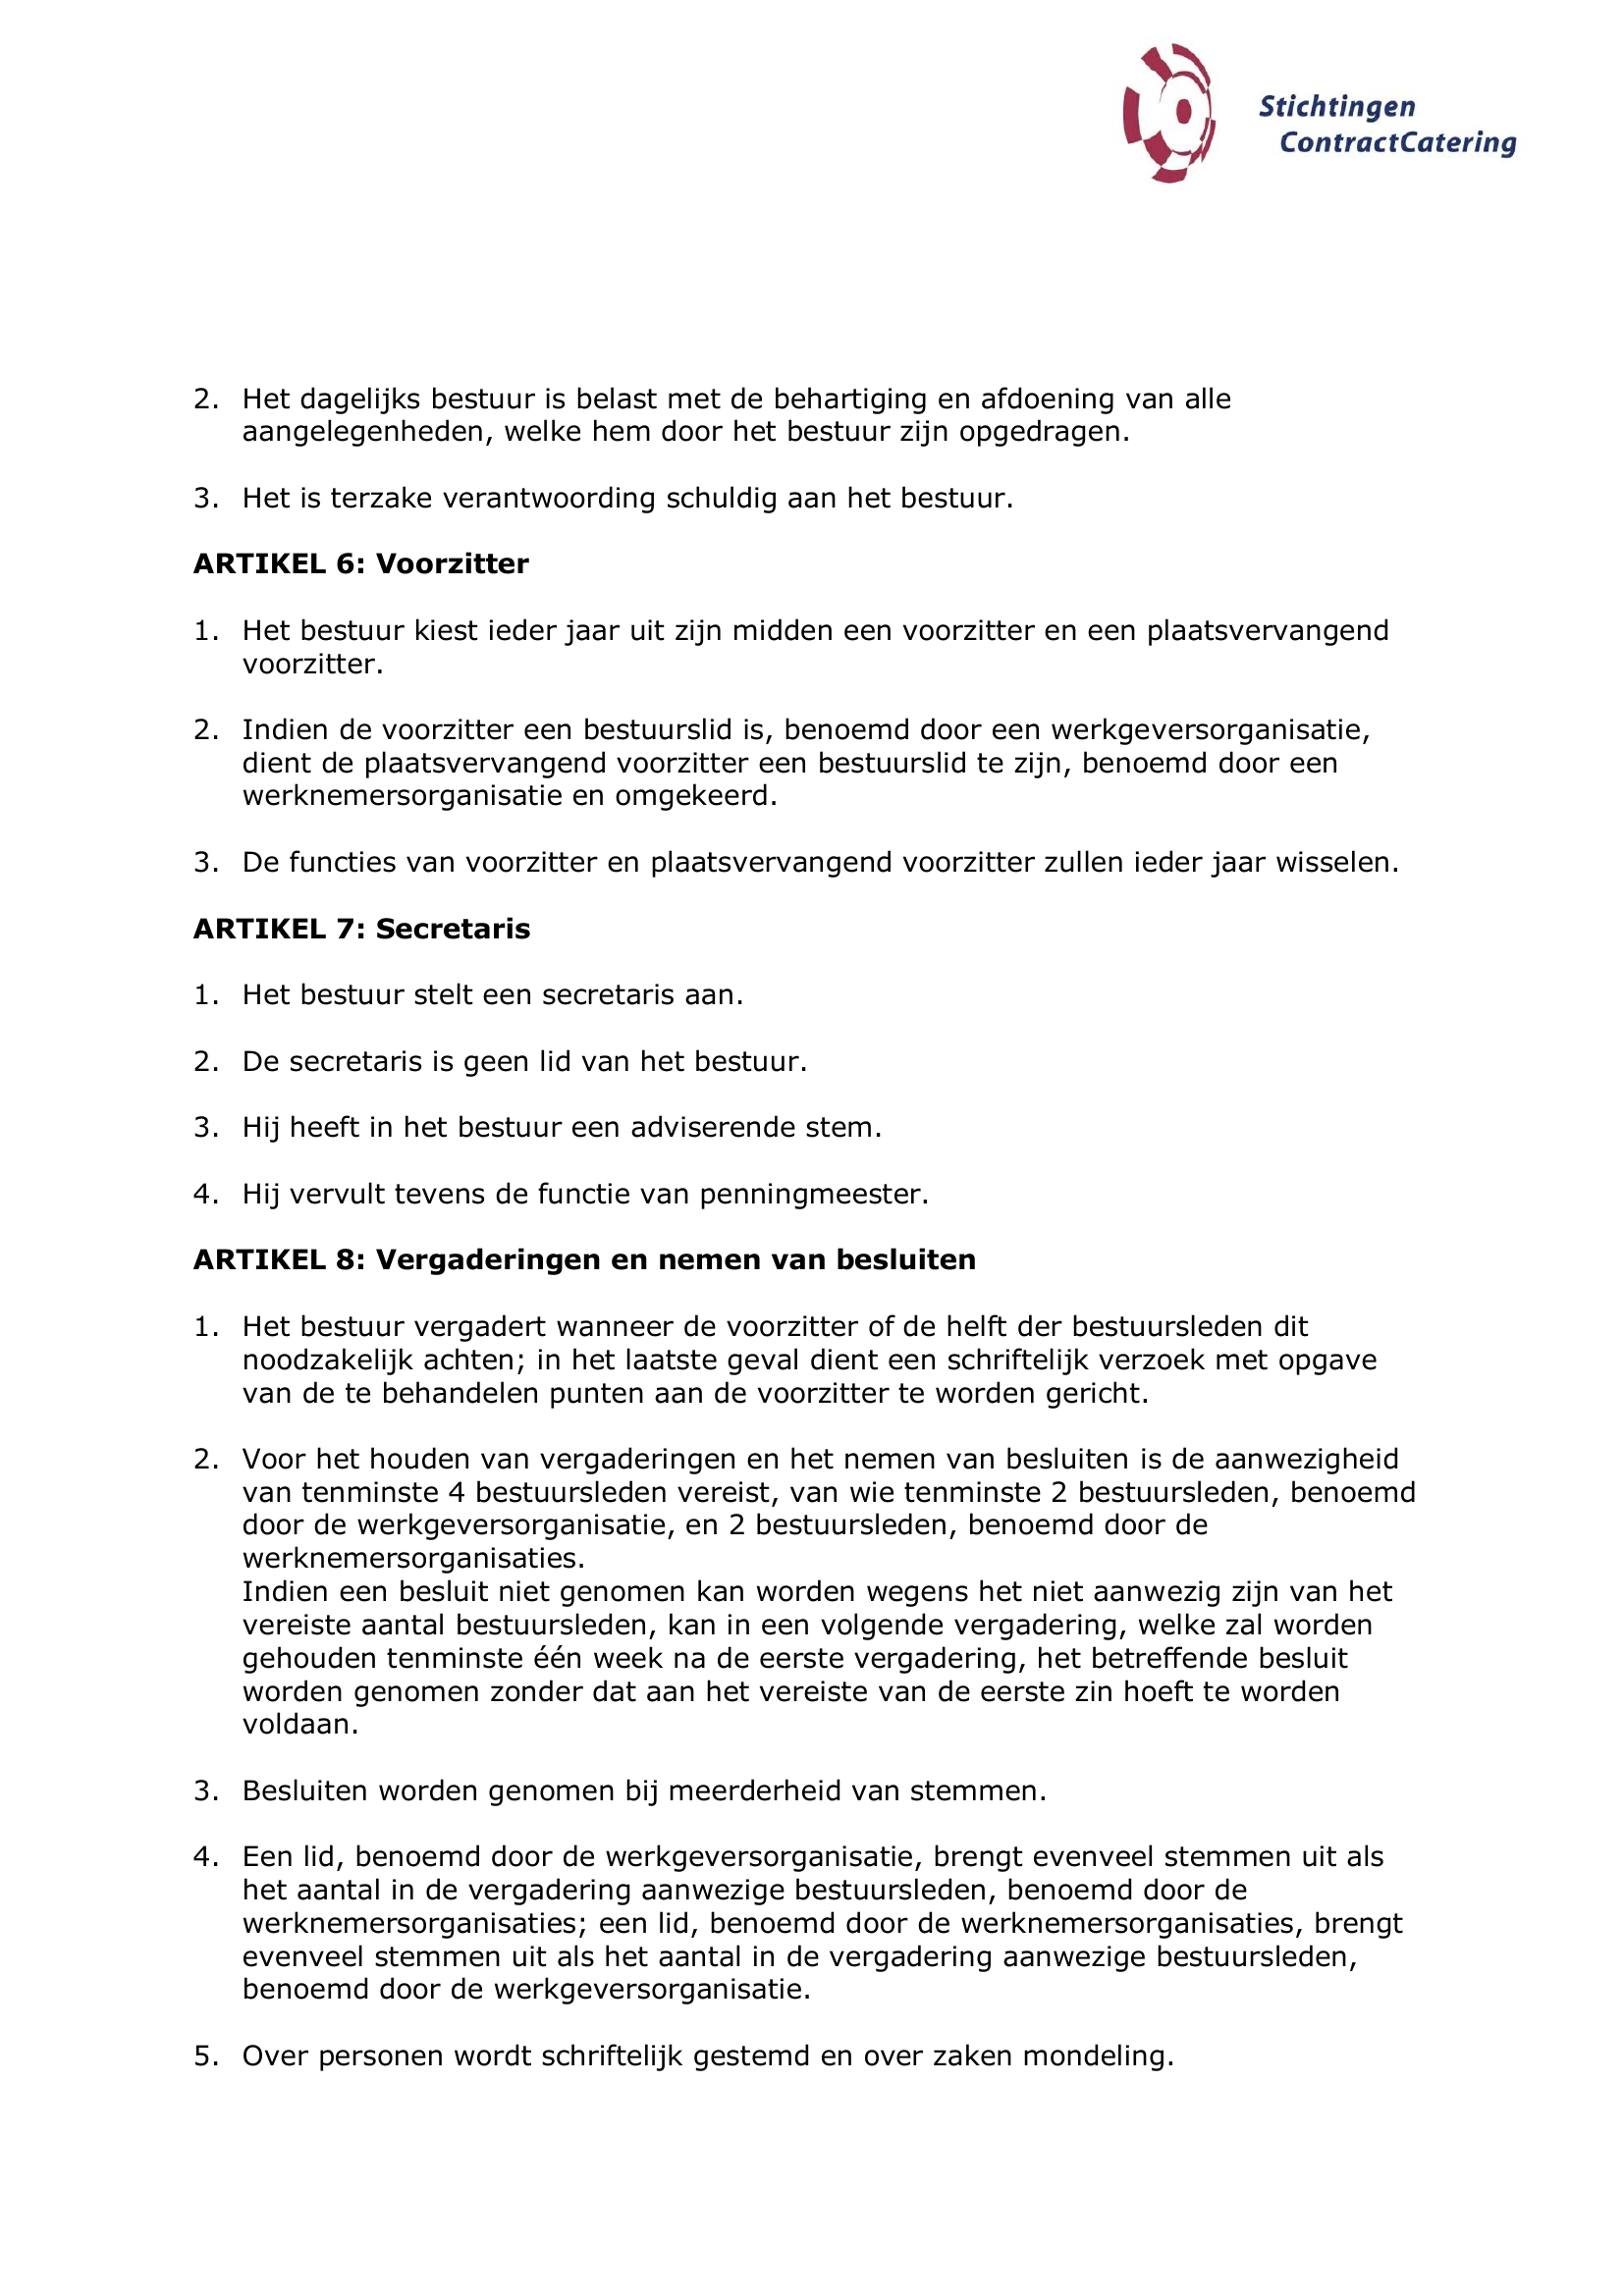 Stichtingen
ContractCatering
2. Het dagelijks bestuur is belast met de behartiging en afdoening van alle
aangelegenheden, welke hem door het bestuur zijn opgedragen.
3. Het is terzake verantwoording schuldig aan het bestuur.
ARTIKEL 6: Voorzitter
1. Het bestuur kiest ieder jaar uit zijn midden een voorzitter en een plaatsvervangend
voorzitter.
2. Indien de voorzitter een bestuurslid is, benoemd door een werkgeversorganisatie,
dient de plaatsvervangend voorzitter een bestuurslid te zijn, benoemd door een
werknemersorganisatie en omgekeerd.
3. De functies van voorzitter en plaatsvervangend voorzitter zullen ieder jaar wisselen.
ARTIKEL 7: Secretaris
1. Het bestuur stelt een secretaris aan.
2. De secretaris is geen lid van het bestuur.
3. Hij heeft in het bestuur een adviserende stem.
4. Hij vervult tevens de functie van penningmeester.
ARTIKEL 8: Vergaderingen en nemen van besluiten
1. Het bestuur vergadert wanneer de voorzitter of de helft der bestuursleden dit
noodzakelijk achten; in het laatste geval dient een schriftelijk verzoek met opgave
van de te behandelen punten aan de voorzitter te worden gericht.
2. Voor het houden van vergaderingen en het nemen van besluiten is de aanwezigheid
van tenminste 4 bestuursleden vereist, van wie tenminste 2 bestuursleden, benoemd
door de werkgeversorganisatie, en 2 bestuursleden, benoemd door de
werknemersorganisaties.
Indien een besluit niet genomen kan worden wegens het niet aanwezig zijn van het
vereiste aantal bestuursleden, kan in een volgende vergadering, welke zal worden
gehouden tenminste één week na de eerste vergadering, het betreffende besluit
worden genomen zonder dat aan het vereiste van de eerste zin hoeft te worden
voldaan.
3. Besluiten worden genomen bij meerderheid van stemmen.
4. Een lid, benoemd door de werkgeversorganisatie, brengt evenveel stemmen uit als
het aantal in de vergadering aanwezige bestuursleden, benoemd door de
werknemersorganisaties; een lid, benoemd door de werknemersorganisaties, brengt
evenveel stemmen uit als het aantal in de vergadering aanwezige bestuursleden,
benoemd door de werkgeversorganisatie.
5. Over personen wordt schriftelijk gestemd en over zaken mondeling.